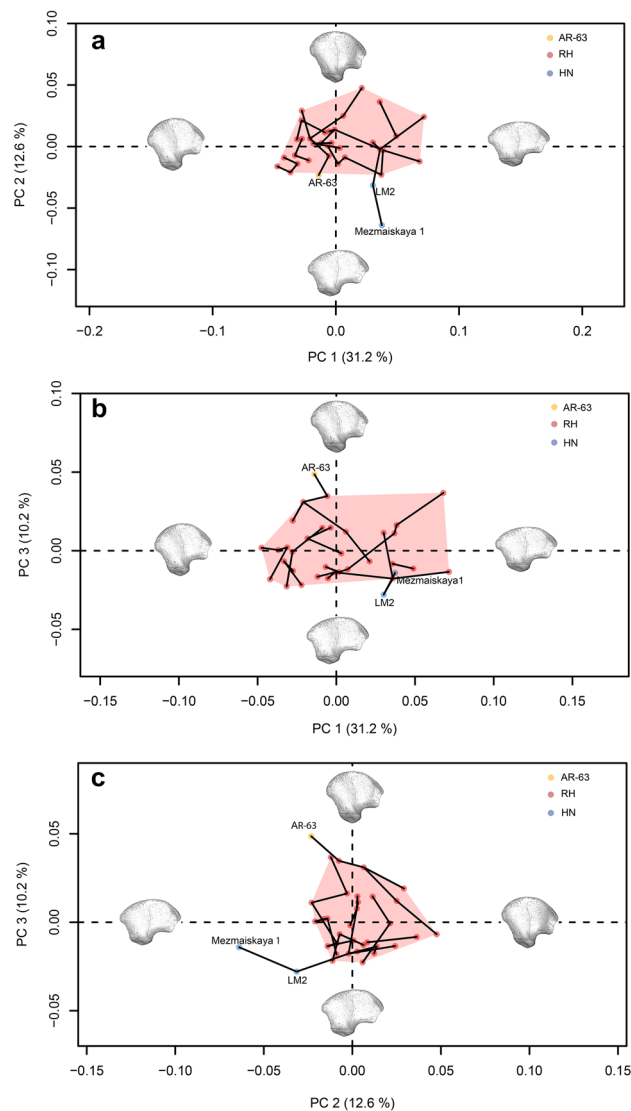 a
AR-63
RH
HN
0.10
0.05
0.00
−0.05
−0.10
PC 2 (12.6 %)
AR-63
LM2
Mezmaiskaya 1
−0.2
−0.1
0.0
0.1
0.2
PC 1 (31.2 %)
b
AR-63
RH
HN
0.10
0.05
0.00
−0.05
PC 3 (10.2 %)
AR-63
Mezmaiskaya1
LM2
−0.15
−0.10
−0.05
0.00
0.05
0.10
0.15
PC 1 (31.2 %)
c
AR-63
RH
HN
0.05
0.00
−0.05
PC 3 (10.2 %)
AR-63
Mezmaiskaya 1
LM2
−0.15
−0.10
−0.05
0.00
0.05
0.10
0.15
PC 2 (12.6 %)